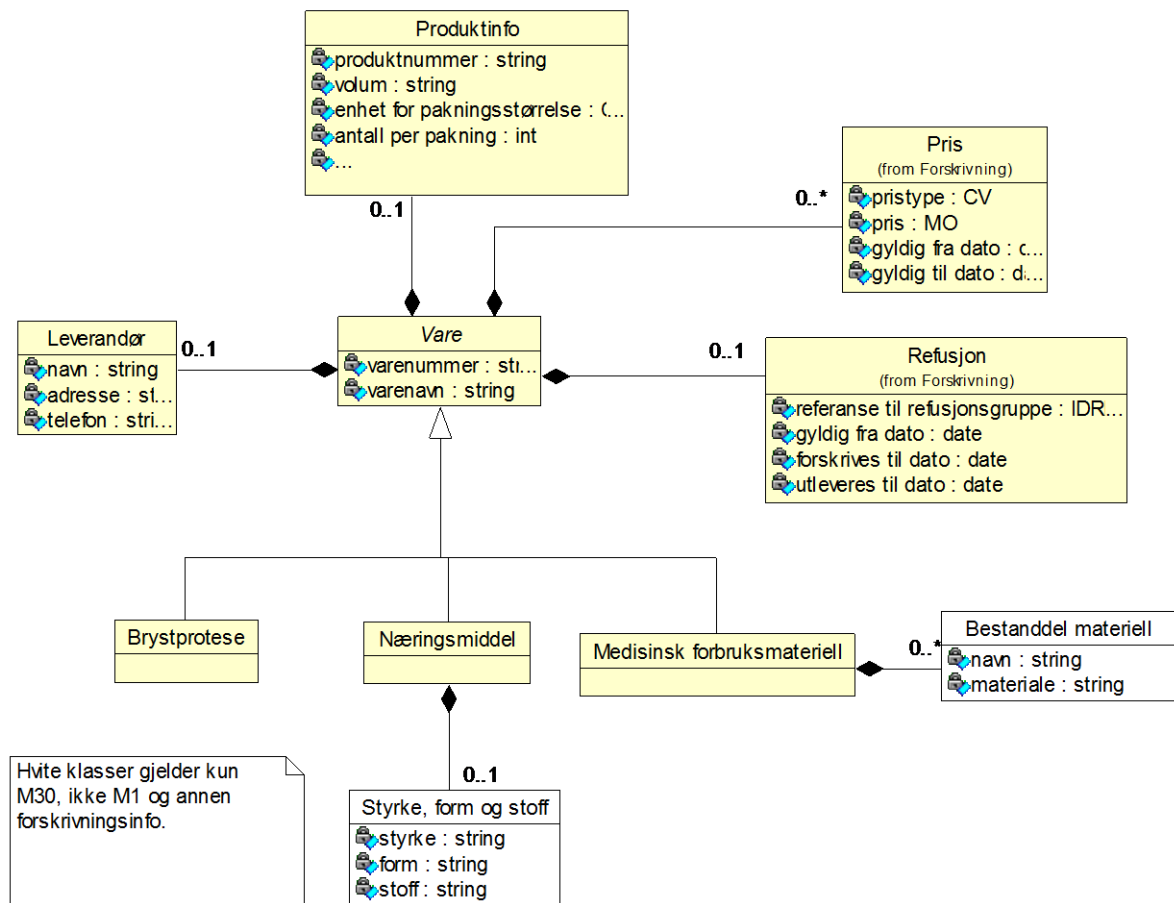 Produktinfo
produktnummer : string
volum : string
enhet for pakningsstørrelse : C...
antall per pakning : int
...
0..1
Pris
(from Forskrivning)
pristype : CV
pris : MO
gyldig fra dato : d...
gyldig til dato : da...
0..*
Leverandør
navn : string
adresse : st...
telefon : stri...
0..1
Vare
varenummer : stri...
varenavn : string
0..1
Refusjon
(from Forskrivning)
referanse til refusjonsgruppe : IDR...
gyldig fra dato : date
forskrives til dato : date
utleveres til dato : date
Brystprotese
Næringsmiddel
Medisinsk forbruksmateriell
0..*
Bestanddel materiell
navn : string
materiale : string
Hvite klasser gjelder kun
M30, ikke M1 og annen
forskrivningsinfo.
0..1
Styrke, form og stoff
styrke : string
form : string
stoff : string